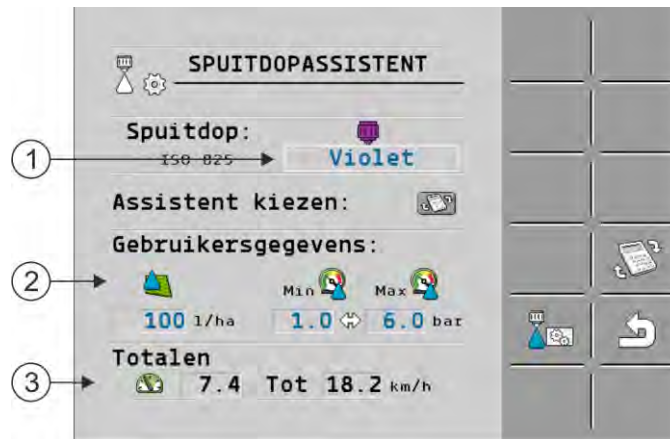 SPUITDOPASSISTENT
Spuitdop:
ISO 025 Violet
1
Assistent kiezen:
Gebruikersgegevens:
2
Min Max
100 l/ha 1.0 6.0 bar
Totalen
3
7.4 Tot 18.2 km/h